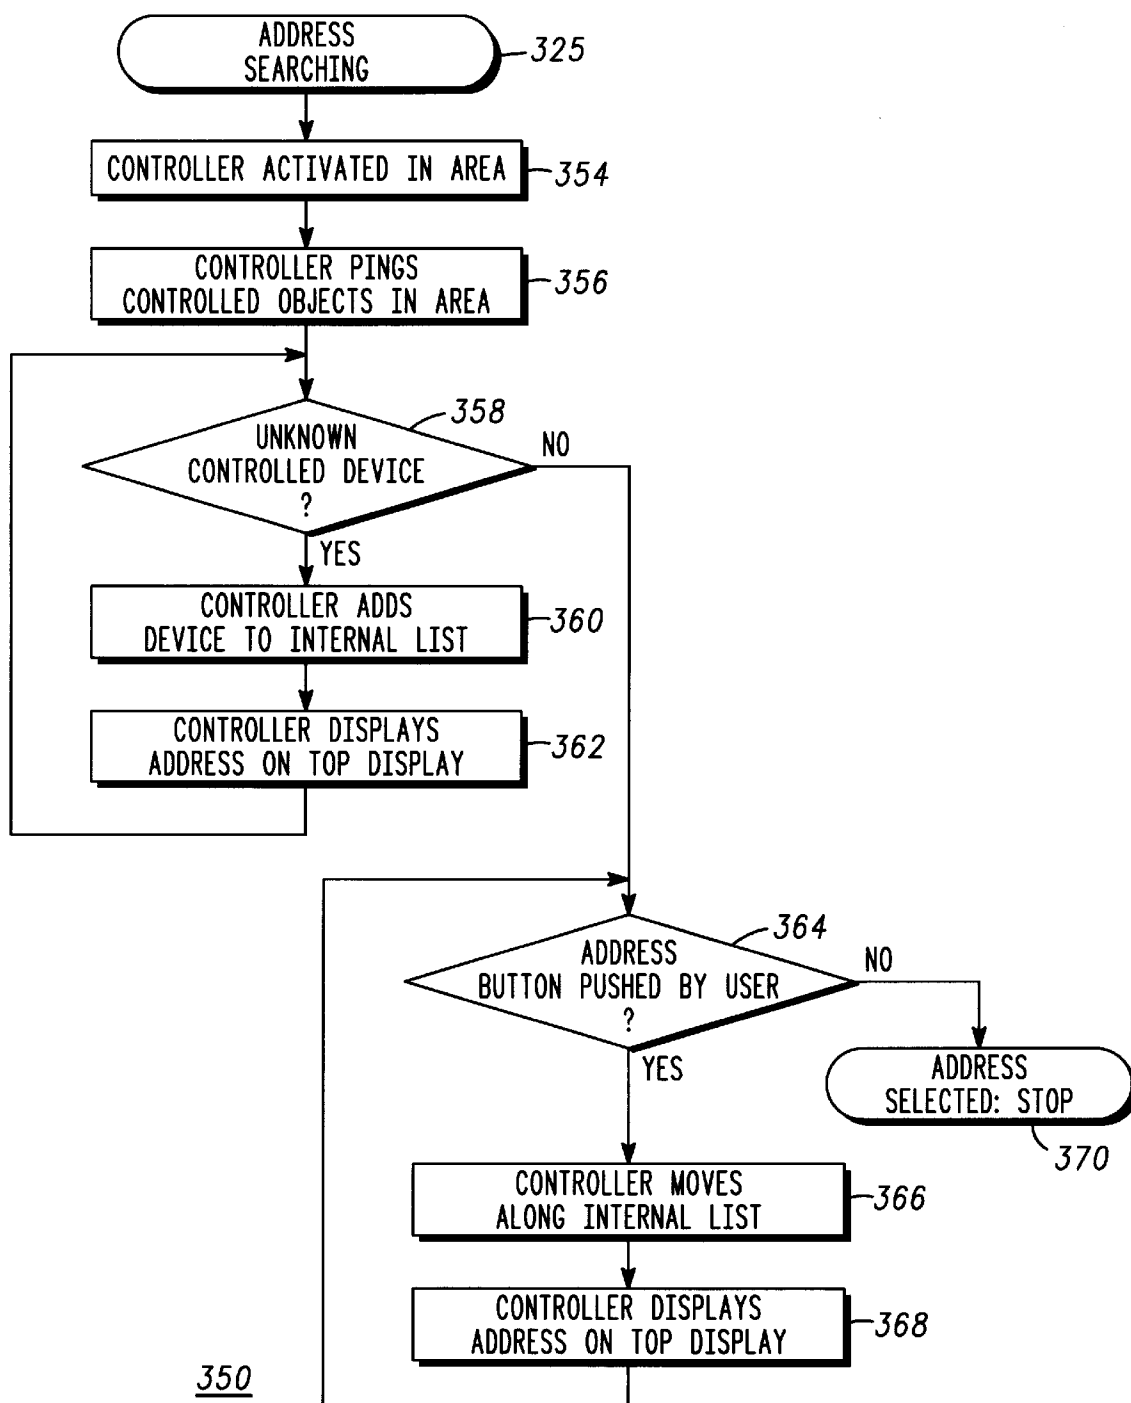 ADDRESS
SEARCHING
325
CONTROLLER ACTIVATED IN AREA
354
CONTROLLER PINGS
CONTROLLED OBJECTS IN AREA
356
358
UNKNOWN
CONTROLLED DEVICE
?
NO
YES
CONTROLLER ADDS
DEVICE TO INTERNAL LIST
360
CONTROLLER DISPLAYS
ADDRESS ON TOP DISPLAY
362
364
ADDRESS
BUTTON PUSHED BY USER
?
NO
YES
ADDRESS
SELECTED: STOP
370
CONTROLLER MOVES
ALONG INTERNAL LIST
366
CONTROLLER DISPLAYS
ADDRESS ON TOP DISPLAY
368
350